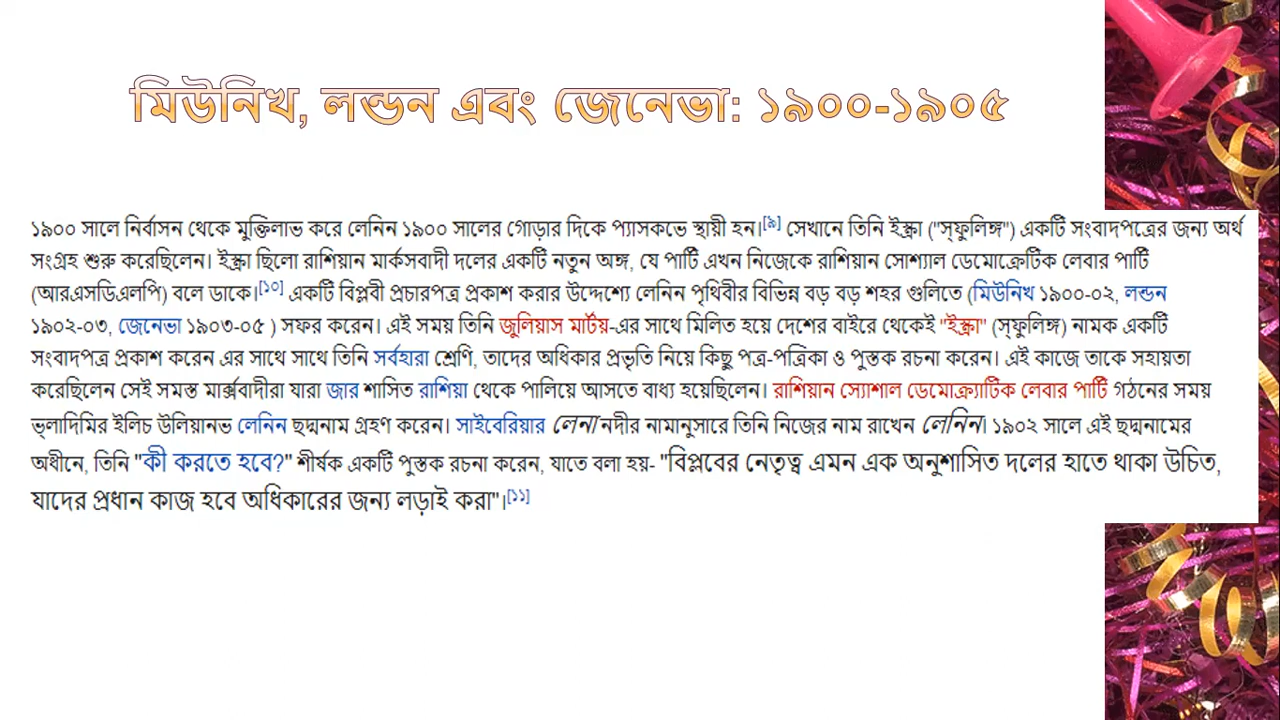 মিউনিখ, লন্ডন এবং জেনেভা: ১৯০০-১৯০৫
১৯০০ সালে নির্বাসন থেকে মুক্তিলাভ করে লেনিন ১৯০০ সালের গোড়ার দিকে প্যাসকভে স্থায়ী হন।[৯] সেখানে তিনি ইস্ক্রা ("স্ফুলিঙ্গ") একটি সংবাদপত্রের জন্য অর্থ
সংগ্রহ শুরু করেছিলেন। ইস্ক্রা ছিলো রাশিয়ান মার্কসবাদী দলের একটি নতুন অঙ্গ, যে পার্টি এখন নিজেকে রাশিয়ান সোশ্যাল ডেমোক্রেটিক লেবার পার্টি
(আরএসডিএলপি) বলে ডাকে।[১০] একটি বিপ্লবী প্রচারপত্র প্রকাশ করার উদ্দেশ্যে লেনিন পৃথিবীর বিভিন্ন বড় বড় শহর গুলিতে (মিউনিখ ১৯০০-০২, লন্ডন
১৯০২-০৩, জেনেভা ১৯০৩-০৫ ) সফর করেন। এই সময় তিনি জুলিয়াস মার্টয়-এর সাথে মিলিত হয়ে দেশের বাইরে থেকেই "ইস্ক্রা" (স্ফুলিঙ্গ) নামক একটি
সংবাদপত্র প্রকাশ করেন এর সাথে সাথে তিনি সর্বহারা শ্রেণি, তাদের অধিকার প্রভৃতি নিয়ে কিছু পত্র-পত্রিকা ও পুস্তক রচনা করেন। এই কাজে তাকে সহায়তা
করেছিলেন সেই সমস্ত মার্ক্সবাদীরা যারা জার শাসিত রাশিয়া থেকে পালিয়ে আসতে বাধ্য হয়েছিলেন। রাশিয়ান স্যোশাল ডেমোক্র্যাটিক লেবার পার্টি গঠনের সময়
ভ্লাদিমির ইলিচ উলিয়ানভ লেনিন ছদ্মনাম গ্রহণ করেন। সাইবেরিয়ার লেনা নদীর নামানুসারে তিনি নিজের নাম রাখেন লেনিন। ১৯০২ সালে এই ছদ্মনামের
অধীনে, তিনি "কী করতে হবে?" শীর্ষক একটি পুস্তক রচনা করেন, যাতে বলা হয়- "বিপ্লবের নেতৃত্ব এমন এক অনুশাসিত দলের হাতে থাকা উচিত,
যাদের প্রধান কাজ হবে অধিকারের জন্য লড়াই করা"।[১১]